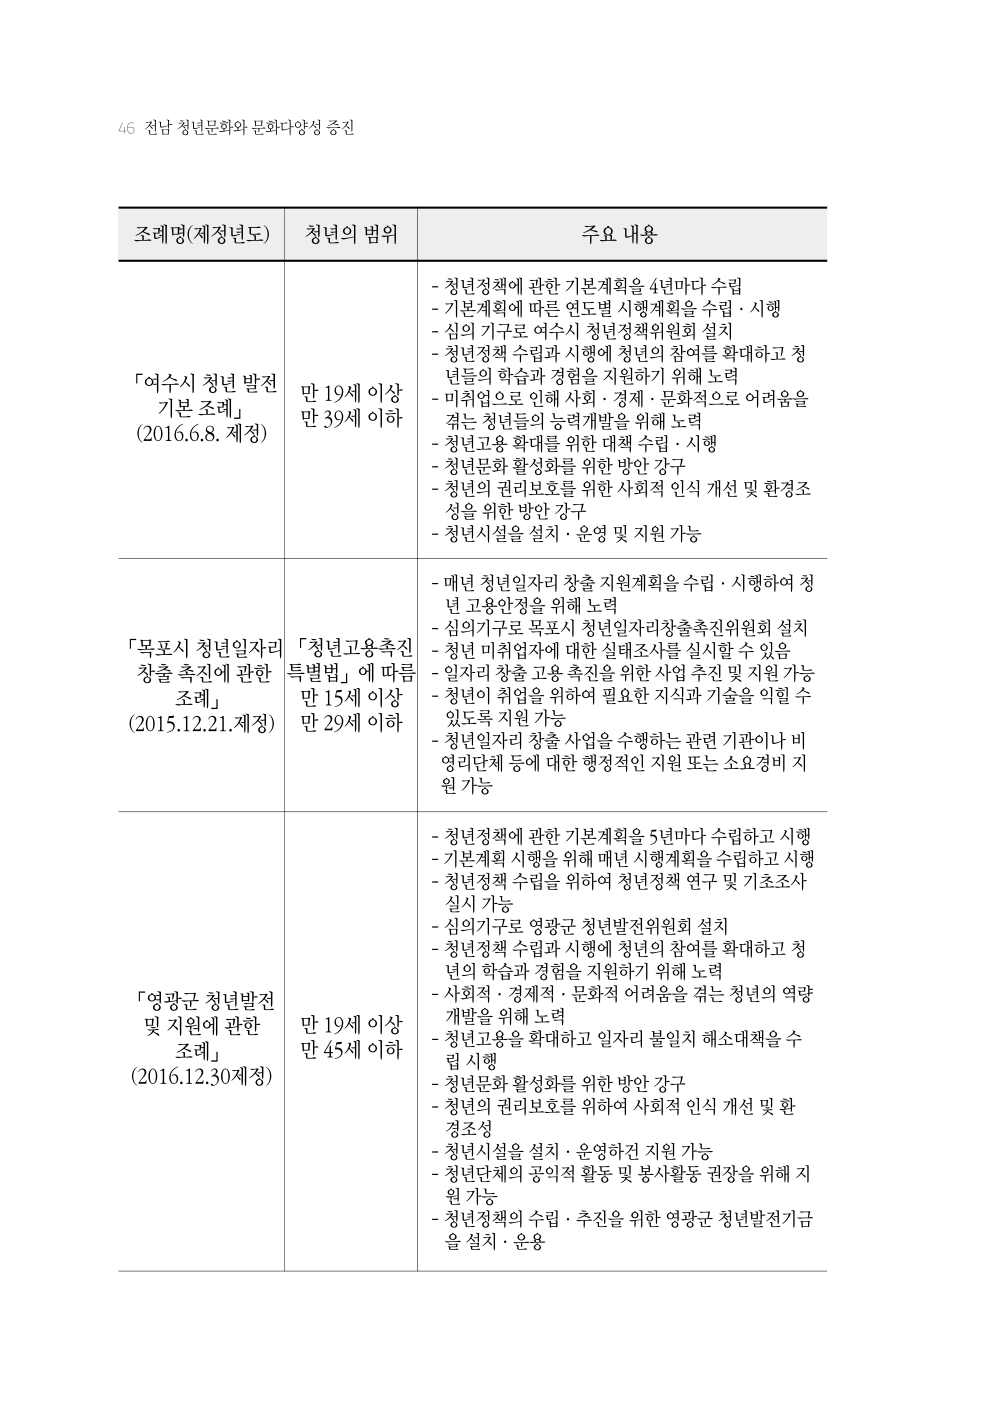 46 전남 청년문화와 문화다양성 증진
조례명(제정년도)
청년의 범위
주요 내용
「여수시 청년 발전
기본 조례」
(2016.6.8. 제정)
만 19세 이상
만 39세 이하
- 청년정책에 관한 기본계획을 4년마다 수립
- 기본계획에 따른 연도별 시행계획을 수립 · 시행
- 심의 기구로 여수시 청년정책위원회 설치
- 청년정책 수립과 시행에 청년의 참여를 확대하고 청
년들의 학습과 경험을 지원하기 위해 노력
- 미취업으로 인해 사회 · 경제 · 문화적으로 어려움을
겪는 청년들의 능력개발을 위해 노력
- 청년고용 확대를 위한 대책 수립 · 시행
- 청년문화 활성화를 위한 방안 강구
- 청년의 권리보호를 위한 사회적 인식 개선 및 환경조
성을 위한 방안 강구
- 청년시설을 설치 · 운영 및 지원 가능
「목포시 청년일자리
창출 촉진에 관한
조례」
(2015.12.21.제정)
「청년고용촉진
특별법」에 따름
만 15세 이상
만 29세 이하
- 매년 청년일자리 창출 지원계획을 수립 · 시행하여 청
년 고용안정을 위해 노력
- 심의기구로 목포시 청년일자리창출촉진위원회 설치
- 청년 미취업자에 대한 실태조사를 실시할 수 있음
- 일자리 창출 고용 촉진을 위한 사업 추진 및 지원 가능
- 청년이 취업을 위하여 필요한 지식과 기술을 익힐 수
있도록 지원 가능
- 청년일자리 창출 사업을 수행하는 관련 기관이나 비
영리단체 등에 대한 행정적인 지원 또는 소요경비 지
원 가능
「영광군 청년발전
및 지원에 관한
조례」
(2016.12.30제정)
만 19세 이상
만 45세 이하
- 청년정책에 관한 기본계획을 5년마다 수립하고 시행
- 기본계획 시행을 위해 매년 시행계획을 수립하고 시행
- 청년정책 수립을 위하여 청년정책 연구 및 기초조사
실시 가능
- 심의기구로 영광군 청년발전위원회 설치
- 청년정책 수립과 시행에 청년의 참여를 확대하고 청
년의 학습과 경험을 지원하기 위해 노력
- 사회적 · 경제적 · 문화적 어려움을 겪는 청년의 역량
개발을 위해 노력
- 청년고용을 확대하고 일자리 불일치 해소대책을 수
립 시행
- 청년문화 활성화를 위한 방안 강구
- 청년의 권리보호를 위하여 사회적 인식 개선 및 환
경조성
- 청년시설을 설치 · 운영하건 지원 가능
- 청년단체의 공익적 활동 및 봉사활동 권장을 위해 지
원 가능
- 청년정책의 수립 · 추진을 위한 영광군 청년발전기금
을 설치 · 운용